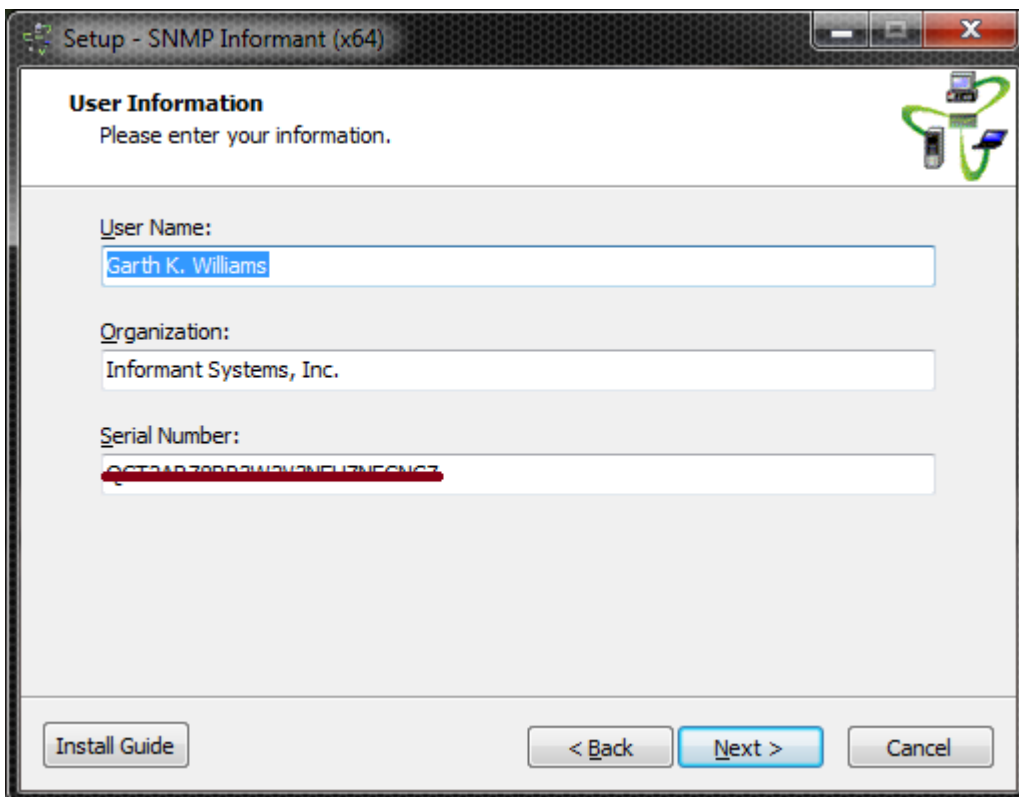 Setup - SNMP Informant (x64)
User Information
Please enter your information.
User Name:
Garth K. Williams
Organization:
Informant Systems, Inc.
Serial Number:
Install Guide
< Back
Next >
Cancel